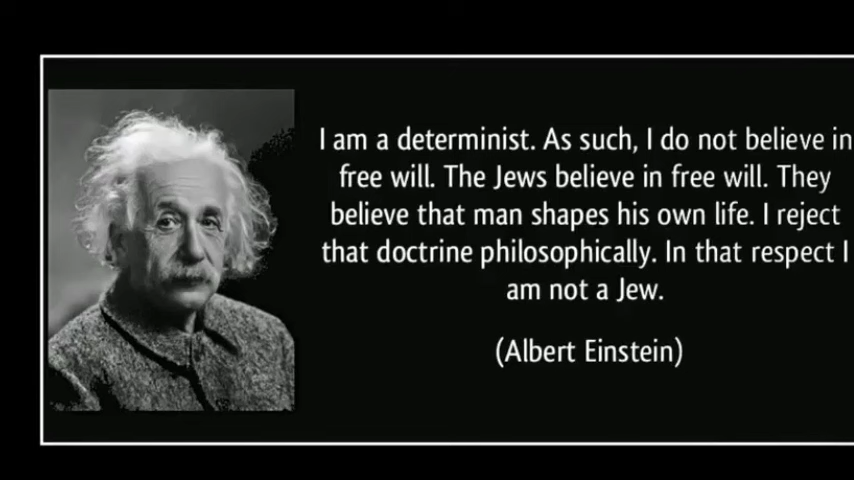 I am a determinist. As such, I do not believe in
free will. The Jews believe in free will. They
believe that man shapes his own life. I reject
that doctrine philosophically. In that respect I
am not a Jew.
(Albert Einstein)